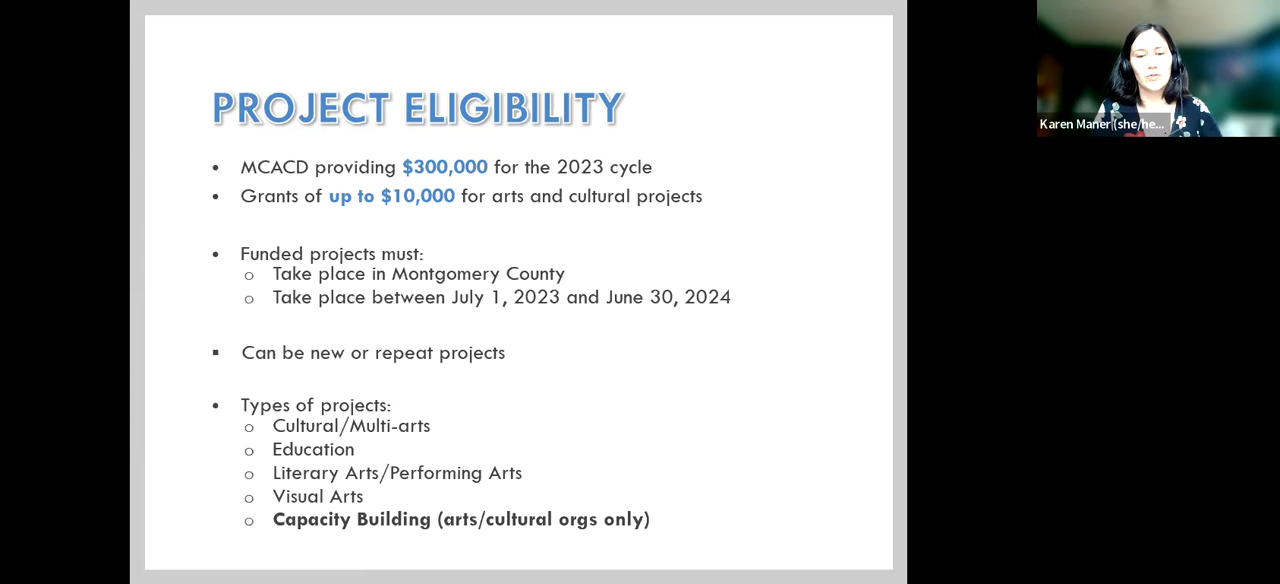 PROJECT ELIGIBILITY
• MCACD providing $300,000 for the 2023 cycle
• Grants of up to $10,000 for arts and cultural projects
• Funded projects must:
o Take place in Montgomery County
o Take place between July 1, 2023 and June 30, 2024
▪ Can be new or repeat projects
• Types of projects:
o Cultural/Multi-arts
o Education
o Literary Arts/Performing Arts
o Visual Arts
o Capacity Building (arts/cultural orgs only)
Karen Maner (she/he...